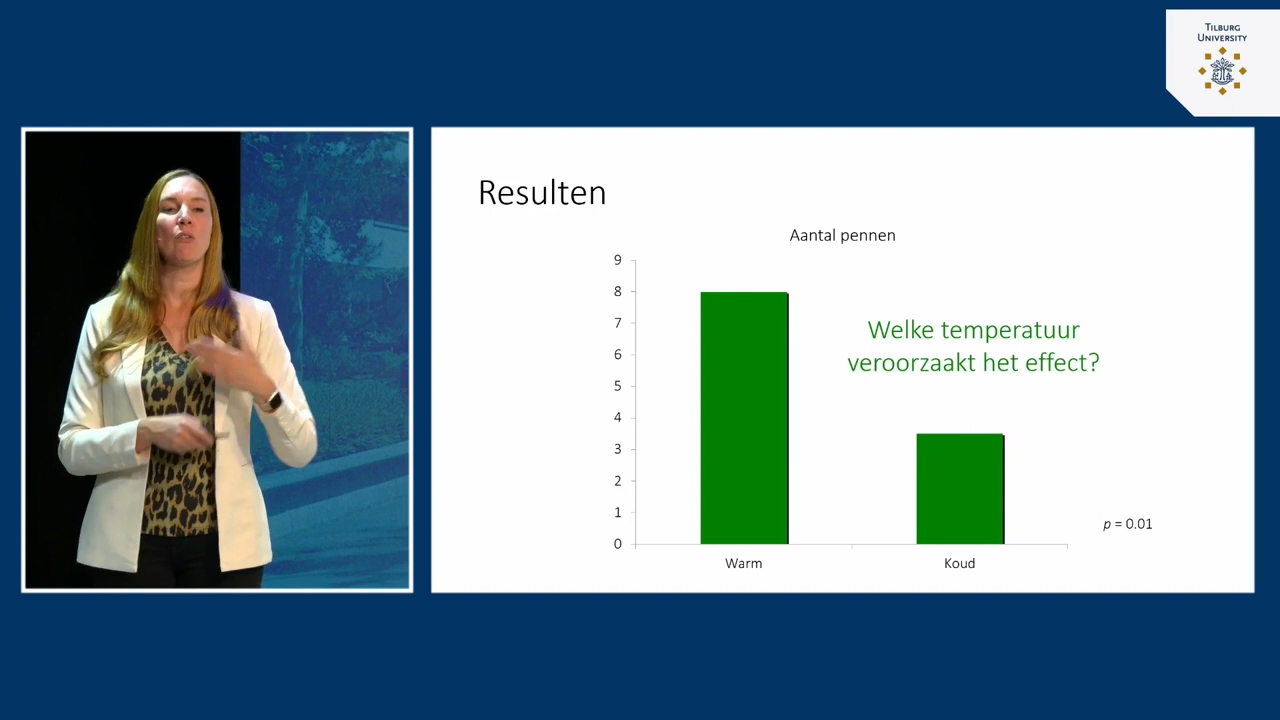 TILBURG
UNIVERSITY
Resulten
Aantal pennen
9
8
7
6
5
4
3
2
1
0
Welke temperatuur
veroorzaakt het effect?
p = 0.01
Warm
Koud